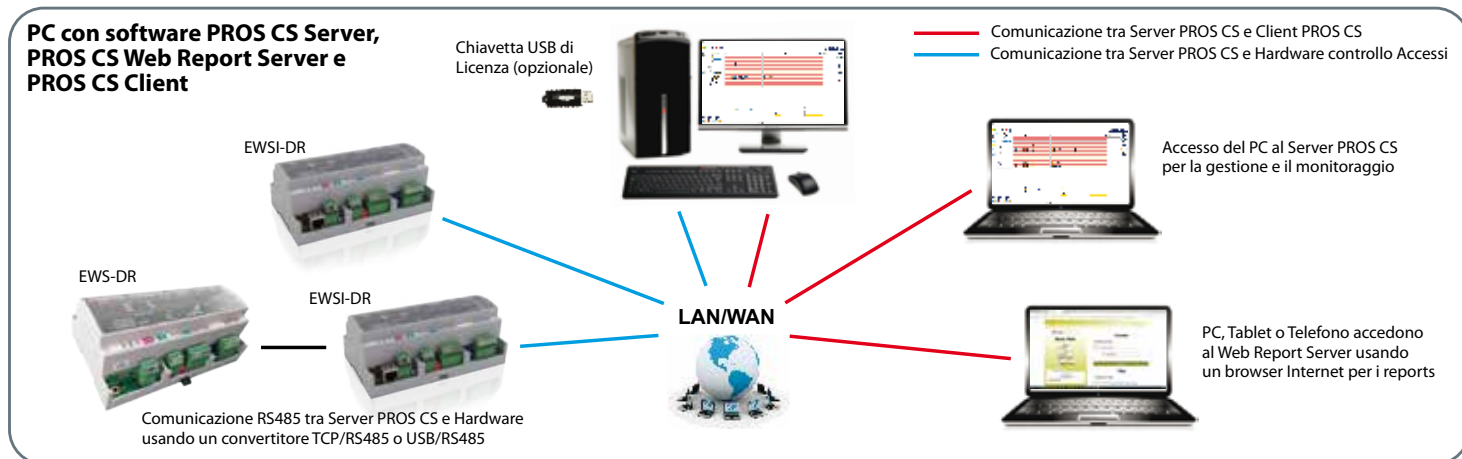 PC con software PROS CS Server,
PROS CS Web Report Server e
PROS CS Client
Chiavetta USB di
Licenza (opzionale)
Comunicazione tra Server PROS CS e Client PROS CS
Comunicazione tra Server PROS CS e Hardware controllo Accessi
EWSI-DR
Accesso del PC al Server PROS CS
per la gestione e il monitoraggio
EWS-DR
EWSI-DR
LAN/WAN
PC, Tablet o Telefono accedono
al Web Report Server usando
un browser Internet per i reports
Comunicazione RS485 tra Server PROS CS e Hardware
usando un convertitore TCP/RS485 o USB/RS485